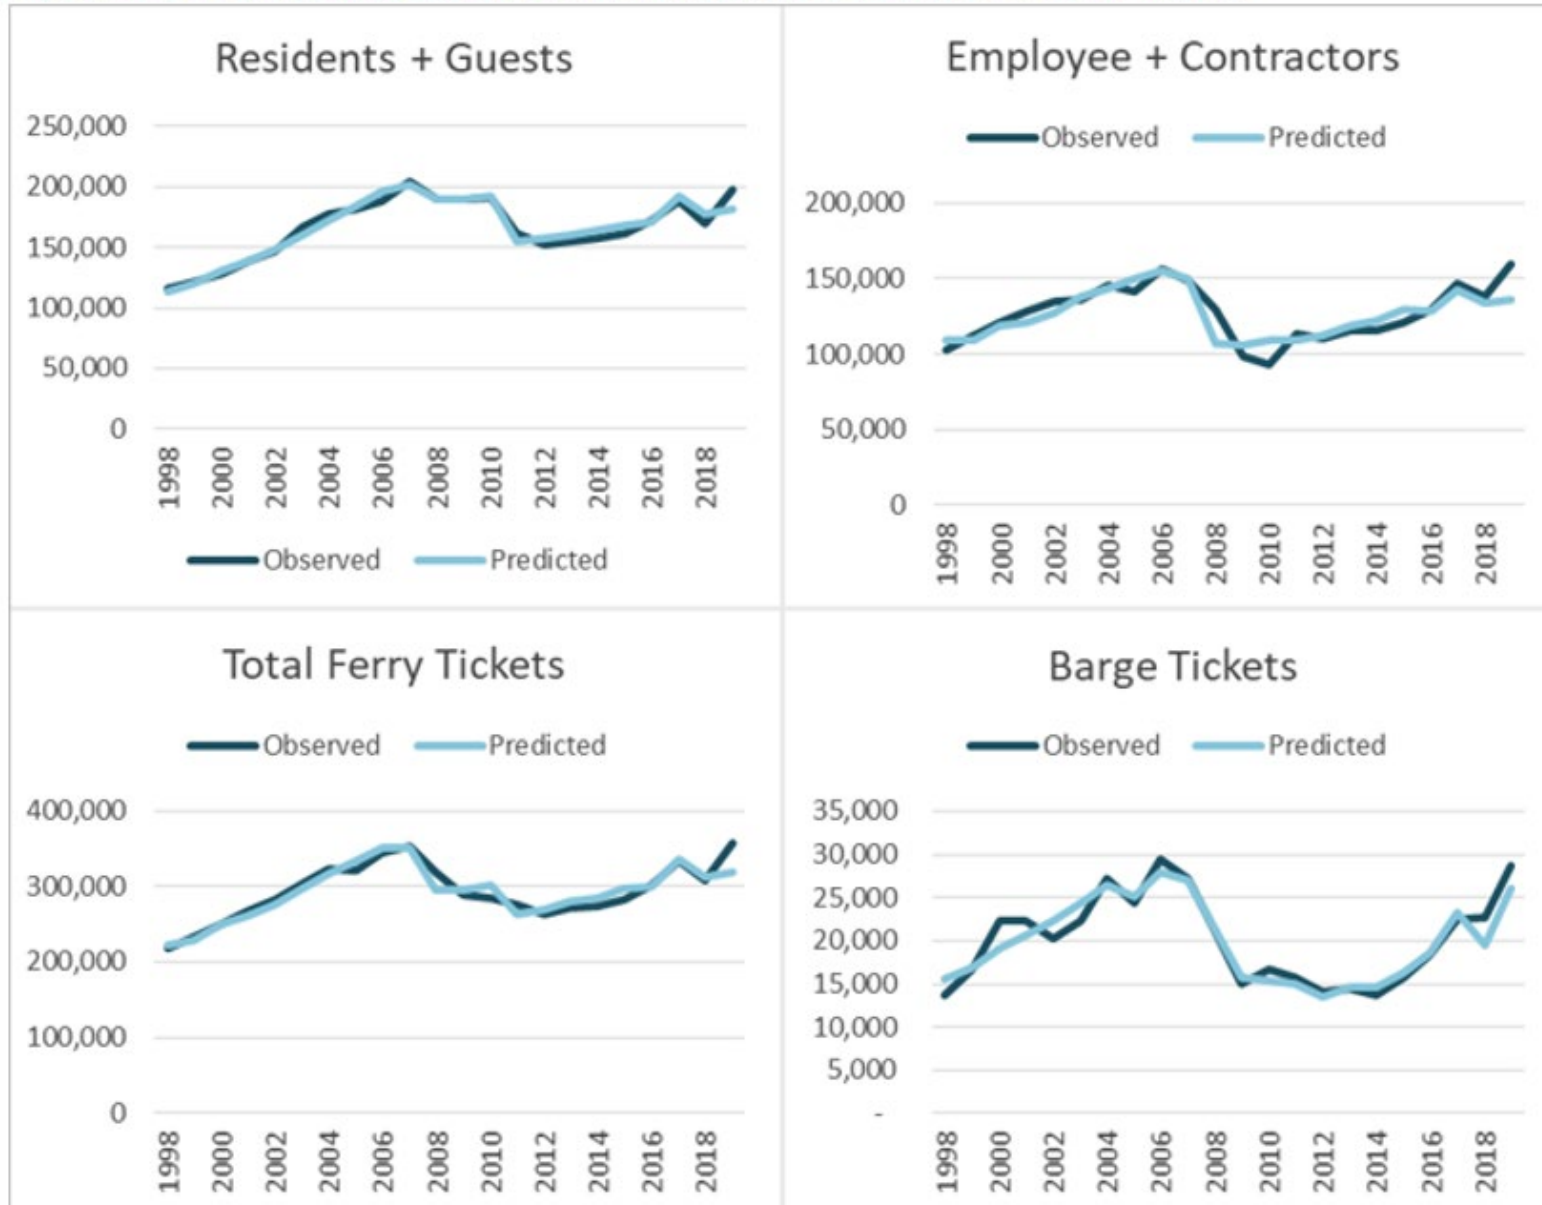 Residents + Guests
250,000
200,000
150,000
100,000
50,000
0
1998 2000 2002 2004 2006 2008 2010 2012 2014 2016 2018
Observed Predicted
Employee + Contractors
Observed Predicted
200,000
150,000
100,000
50,000
0
1998 2000 2002 2004 2006 2008 2010 2012 2014 2016 2018
Total Ferry Tickets
Observed Predicted
400,000
300,000
200,000
100,000
0
1998 2000 2002 2004 2006 2008 2010 2012 2014 2016 2018
Barge Tickets
Observed Predicted
35,000
30,000
25,000
20,000
15,000
10,000
5,000
-
1998 2000 2002 2004 2006 2008 2010 2012 2014 2016 2018